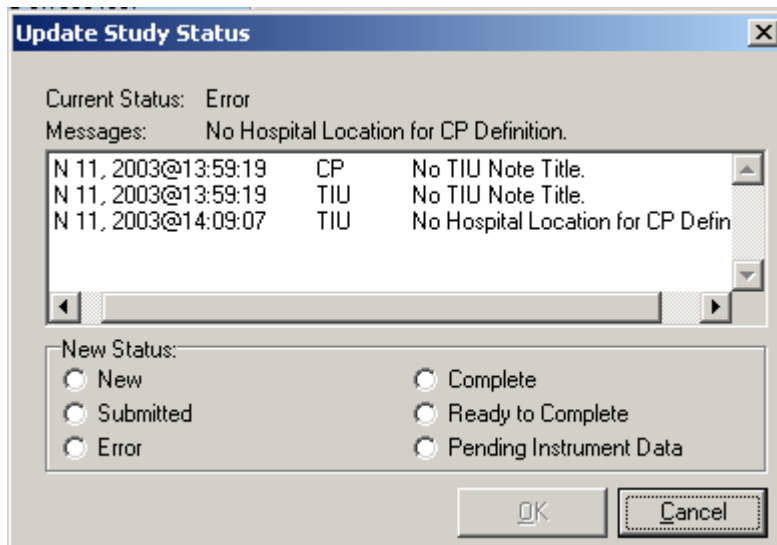 Update Study Status
Current Status: Error
Messages: No Hospital Location for CP Definition.
N 11, 2003@13:59:19 CP No TIU Note Title.
N 11, 2003@13:59:19 TIU No TIU Note Title.
N 11, 2003@14:09:07 TIU No Hospital Location for CP Defin
New Status:
New Complete
Submitted Ready to Complete
Error Pending Instrument Data
OK Cancel